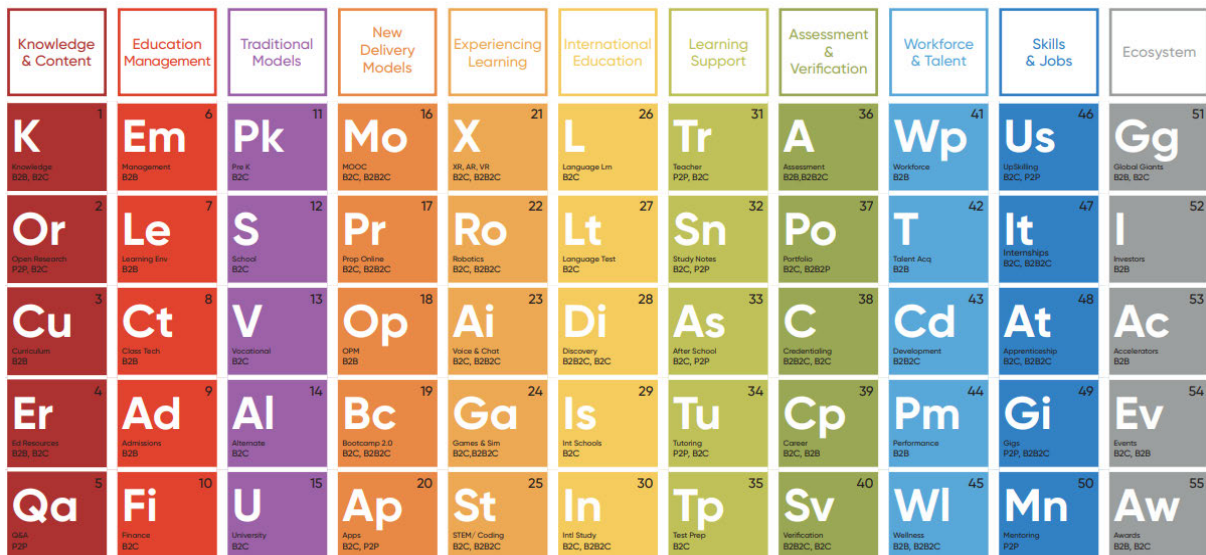 Knowledge
& Content
Education
Management
Traditional
Models
New
Delivery
Models
Experiencing
Learning
International
Education
Learning
Support
Assessment
&
Verification
Workforce
& Talent
Skills
& Jobs
Ecosystem
1
K
Knowledge
B2B, B2C
6
Em
Management
B2B
11
Pk
Pre K
B2C
16
Mo
MOOC
B2C, B2B2C
21
X
XR, AR, VR
B2C, B2B2C
26
L
Language Lrn
B2C
31
Tr
Teacher
P2P, B2C
36
A
Assessment
B2B,B2B2C
41
Wp
Workforce
B2B
46
Us
UpSkilling
B2C, P2P
51
Gg
Global Giants
B2B, B2C
2
Or
Open Research
P2P, B2C
7
Le
Learning Env
B2B
12
S
School
B2C
17
Pr
Prop Online
B2C, B2B2C
22
Ro
Robotics
B2C, B2B2C
27
Lt
Language Test
B2C
32
Sn
Study Notes
B2C, P2P
37
Po
Portfolio
B2C, B2B2P
42
T
Talent Acq
B2B
47
It
Internships
B2C, B2B2C
52
I
Investors
B2B
3
Cu
Curriculum
B2B
8
Ct
Class Tech
B2B
13
V
Vocational
B2C
18
Op
OPM
B2B
23
Ai
Voice & Chat
B2C, B2B2C
28
Di
Discovery
B2B2C, B2C
33
As
After School
B2C, P2P
38
C
Credentialing
B2B2C, B2C
43
Cd
Development
B2B2C
48
At
Apprenticeship
B2C, B2B2C
53
Ac
Accelerators
B2B
4
Er
Ed Resources
B2B, B2C
9
Ad
Admissions
B2B
14
Al
Alternate
B2C
19
Bc
Bootcamp 2.0
B2C, B2B2C
24
Ga
Games & Sim
B2C,B2B2C
29
Is
Int Schools
B2C
34
Tu
Tutoring
P2P, B2C
39
Cp
Career
B2C, B2B
44
Pm
Performance
B2B
49
Gi
Gigs
P2P, B2B2C
54
Ev
Events
B2C, B2B
5
Qa
Q&A
P2P
10
Fi
Finance
B2C
15
U
University
B2C
20
Ap
Apps
B2C, P2P
25
St
STEM/ Coding
B2C, B2B2C
30
In
Intl Study
B2C, B2B2C
35
Tp
Test Prep
B2C
40
Sv
Verification
B2B2C, B2C
45
Wl
Wellness
B2B, B2B2C
50
Mn
Mentoring
P2P
55
Aw
Awards
B2B, B2C